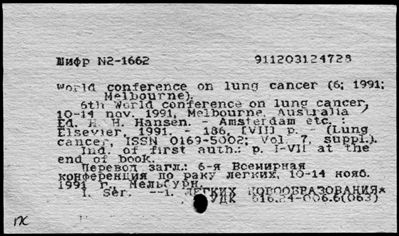 Шифр N2-1662 911203124728
World conference on lung cancer (6; 1991;
Melbourne).
6th World conference on lung cancer,
10-14 nov. 1991, Melbourne, Australia
Ed. H. H. Hansen. - Amsterdam etc. :
Elsevier, 1991. - 186, [VII] p. - (Lung
cancer, ISSN 0169-5002; Vol. 7, suppl.).
Ind. of first auth.: p. I-VII at the
end of book.
Перевод загл.: 6-я Всемирная
конференция по раку легких, 10-14 нояб.
1991 г., Мельбурн.
1. Ser. --1. ЛЕГКИХ НОВООБРАЗОВАНИЯ*
УДК 616.24-006.6(063)